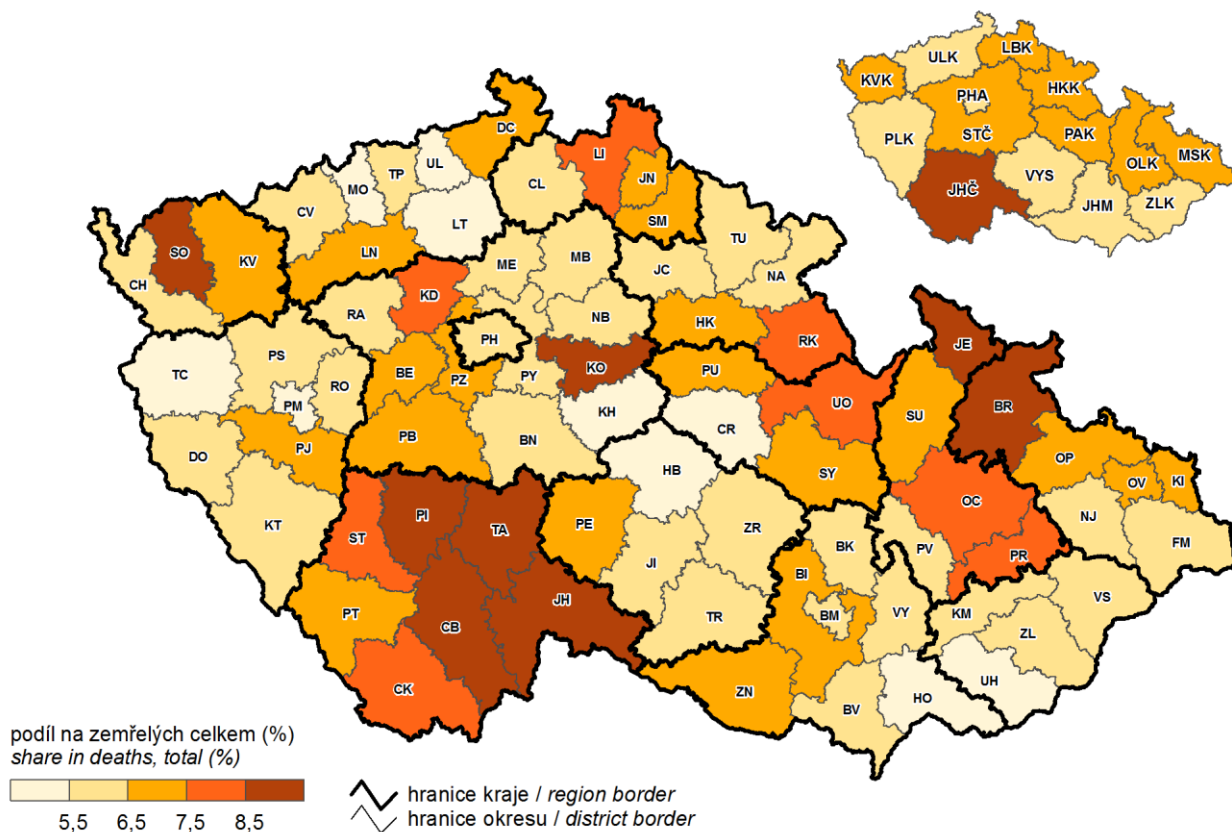 ULK
LBK
KVK
HKK
PHA
STČ
PAK
PLK
OLK
MSK
VYS
JHČ
JHM
ZLK
DC
UL
LI
TP
MO
CL
JN
CV
LT
SM
SO
KV
LN
TU
CH
ME
MB
JC
NA
KD
RA
NB
HK
PH
RK
JE
PS
KO
TC
BE
PZ
PY
PU
RO
PM
UO
SU
BR
KH
PB
BN
CR
DO
PJ
HB
SY
OP
OV
KI
OC
KT
PI
TA
PE
ZR
NJ
ST
BK
PV
FM
PR
JI
BI
JH
VS
PT
CB
TR
BM
VY
KM
ZL
CK
ZN
UH
HO
BV
podíl na zemřelých celkem (%)
share in deaths, total (%)
5,5 6,5 7,5 8,5
hranice kraje / region border
hranice okresu / district border